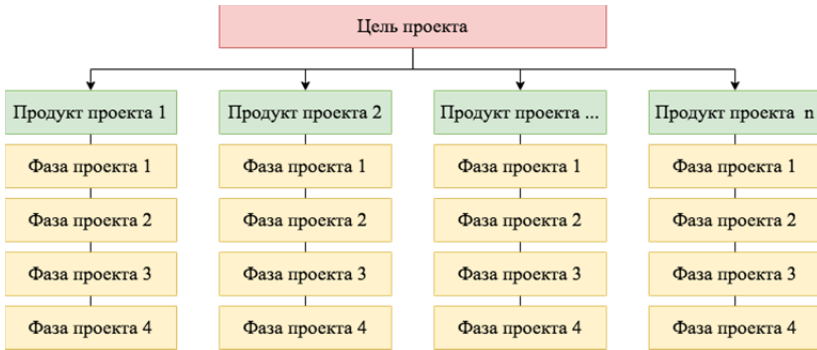 Цель проекта
Продукт проекта 1
Продукт проекта 2
Продукт проекта ...
Продукт проекта n
Фаза проекта 1
Фаза проекта 1
Фаза проекта 1
Фаза проекта 1
Фаза проекта 2
Фаза проекта 2
Фаза проекта 2
Фаза проекта 2
Фаза проекта 3
Фаза проекта 3
Фаза проекта 3
Фаза проекта 3
Фаза проекта 4
Фаза проекта 4
Фаза проекта 4
Фаза проекта 4